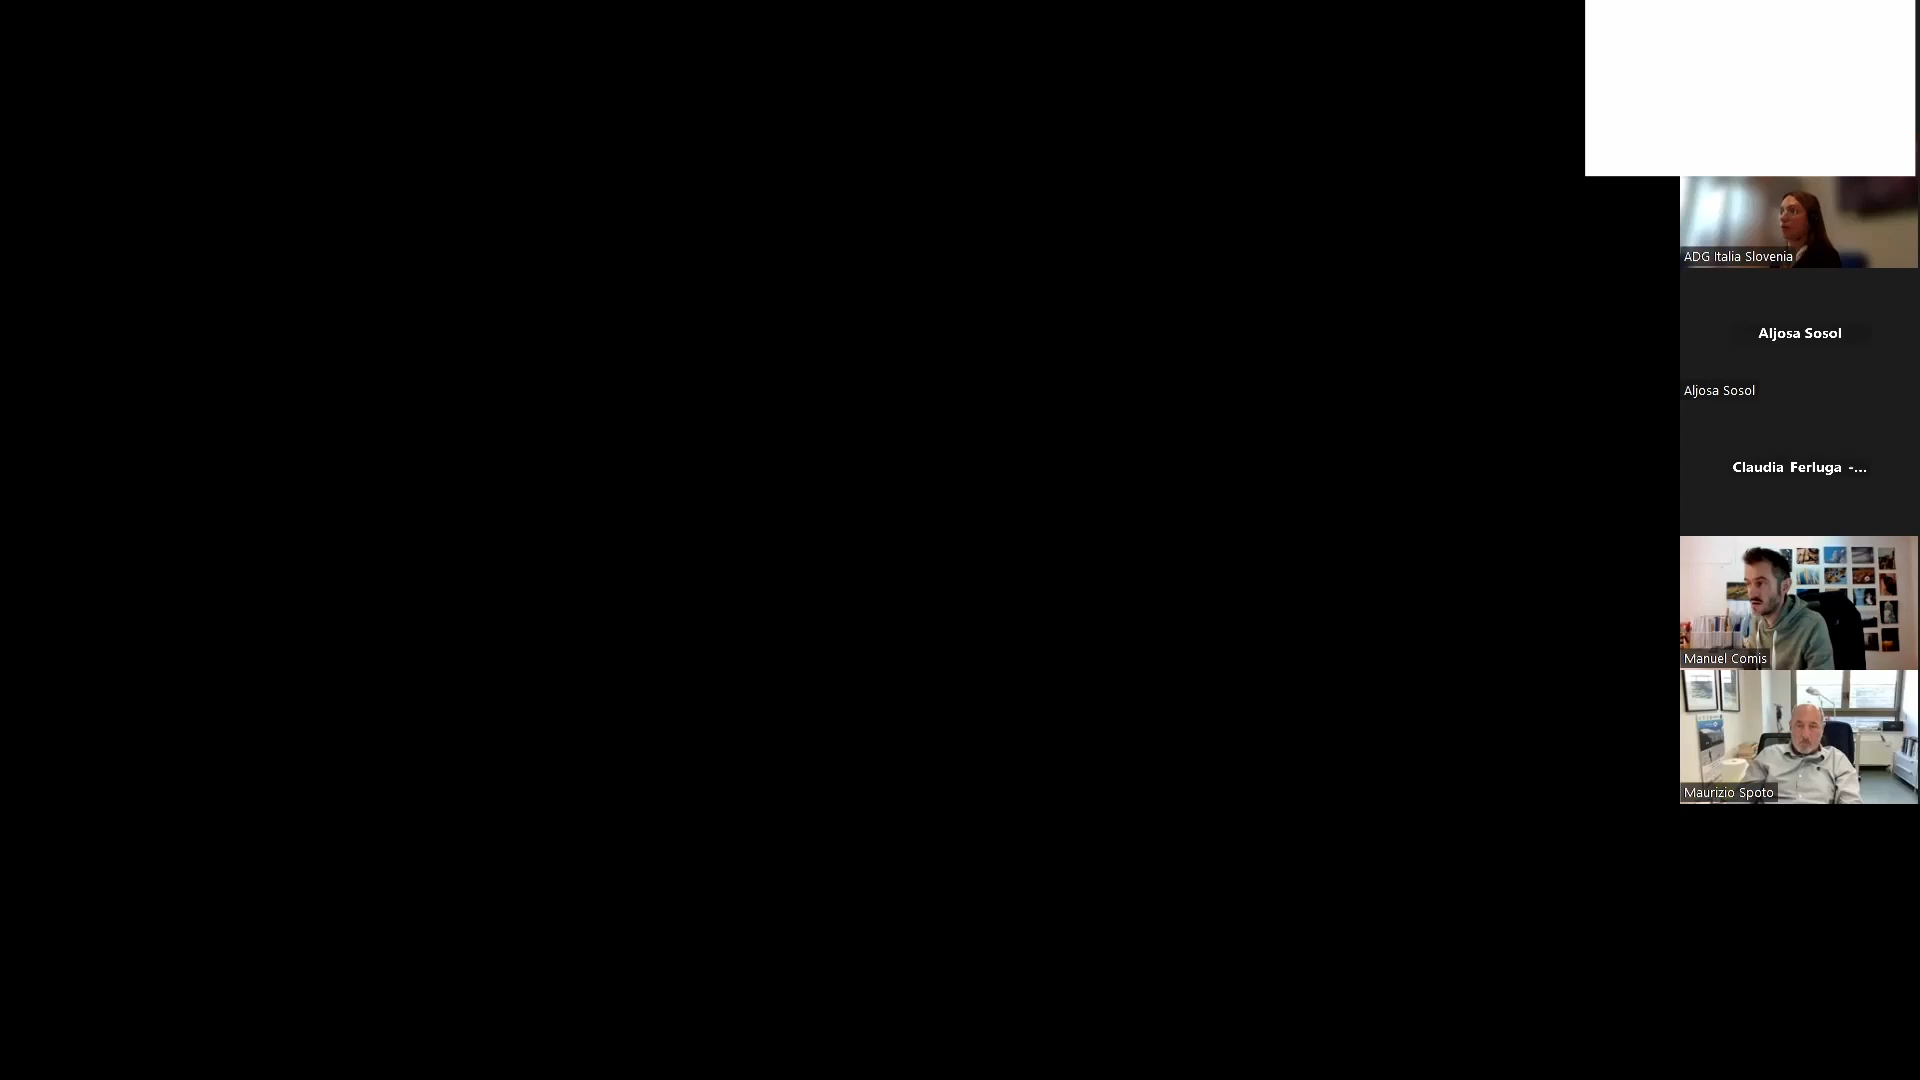 ADG Italia Slovenia
Aljosa Sosol
Aljosa Sosol
Claudia Ferluga -...
Manuel Comis
Maurizio Spoto